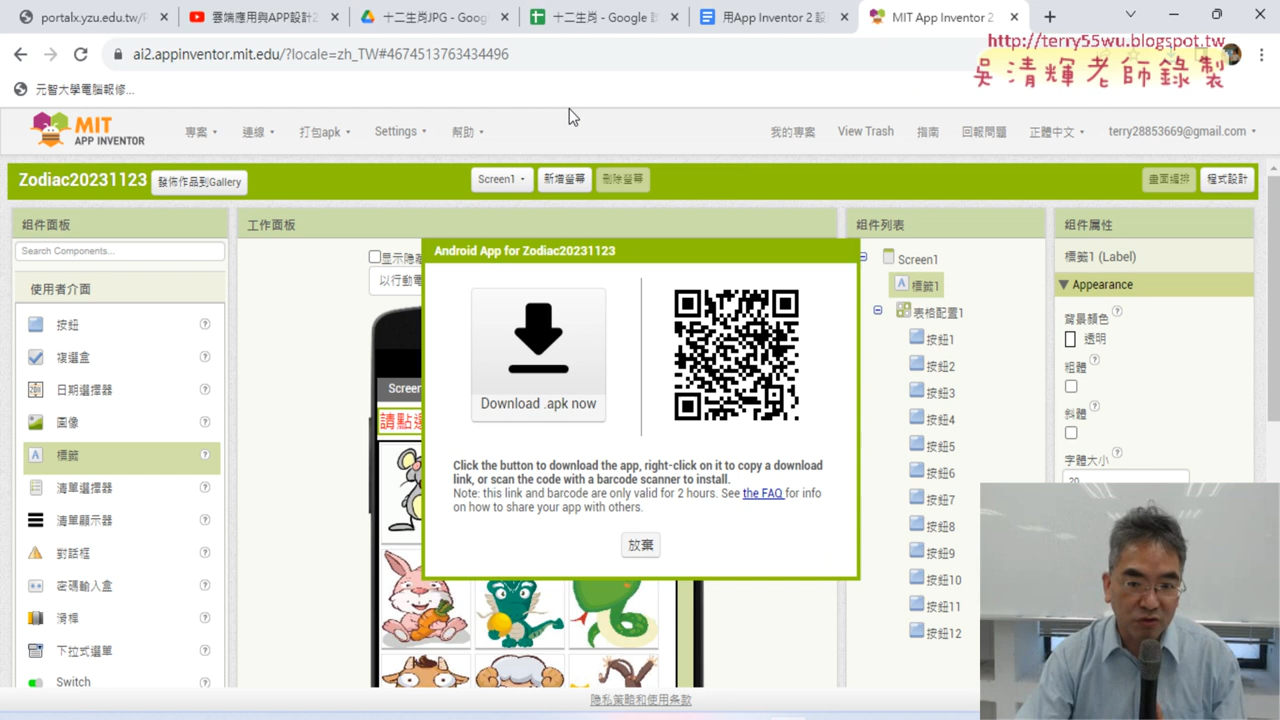 portalx.yzu.edu.tw/P
雲端應用與APP設計2
十二生肖JPG - Goog
十二生肖 - Google 試
用App Inventor 2 設
MIT App Inventor 2
http://terry55wu.blogspot.tw
吳清輝老師錄製
ai2.appinventor.mit.edu/?locale=zh_TW#4674513763434496
元智大學電腦報修...
MIT
APP INVENTOR
專案
連線
打包apk
Settings
幫助
我的專案
View Trash
指南
回報問題
正體中文
terry28853669@gmail.com
Zodiac20231123
發佈作品到Gallery
Screen1
新增螢幕
刪除螢幕
畫面編排
程式設計
組件面板
工作面板
組件列表
組件屬性
Search Components...
使用者介面
按鈕
複選盒
日期選擇器
圖像
標籤
清單選擇器
清單顯示器
對話框
密碼輸入盒
滑桿
下拉式選單
Switch
顯示隱
以行動電
Screen
請點選
Android App for Zodiac20231123
Download .apk now
Click the button to download the app, right-click on it to copy a download
link, or scan the code with a barcode scanner to install.
Note: this link and barcode are only valid for 2 hours. See the FAQ for info
on how to share your app with others.
放棄
Screen1
標籤1
表格配置1
按鈕1
按鈕2
按鈕3
按鈕4
按鈕5
按鈕6
按鈕7
按鈕8
按鈕9
按鈕10
按鈕11
按鈕12
標籤1 (Label)
Appearance
背景顏色
透明
粗體
斜體
字體大小
20
隱私策略和使用条款